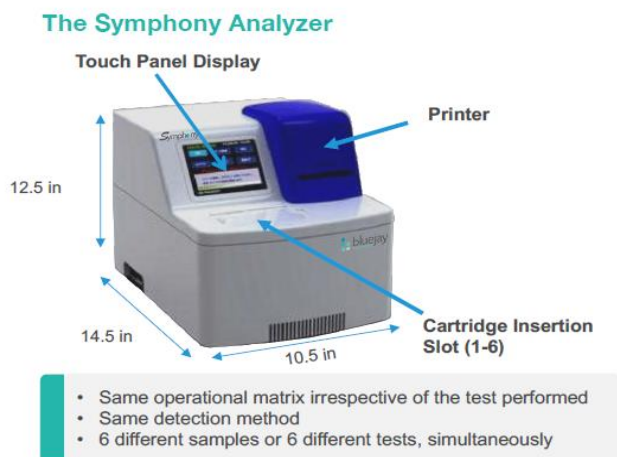 The Symphony Analyzer
Touch Panel Display
Printer
Symphony
12.5 in
bluejay
14.5 in
10.5 in
Cartridge Insertion
Slot (1-6)
• Same operational matrix irrespective of the test performed
• Same detection method
• 6 different samples or 6 different tests, simultaneously